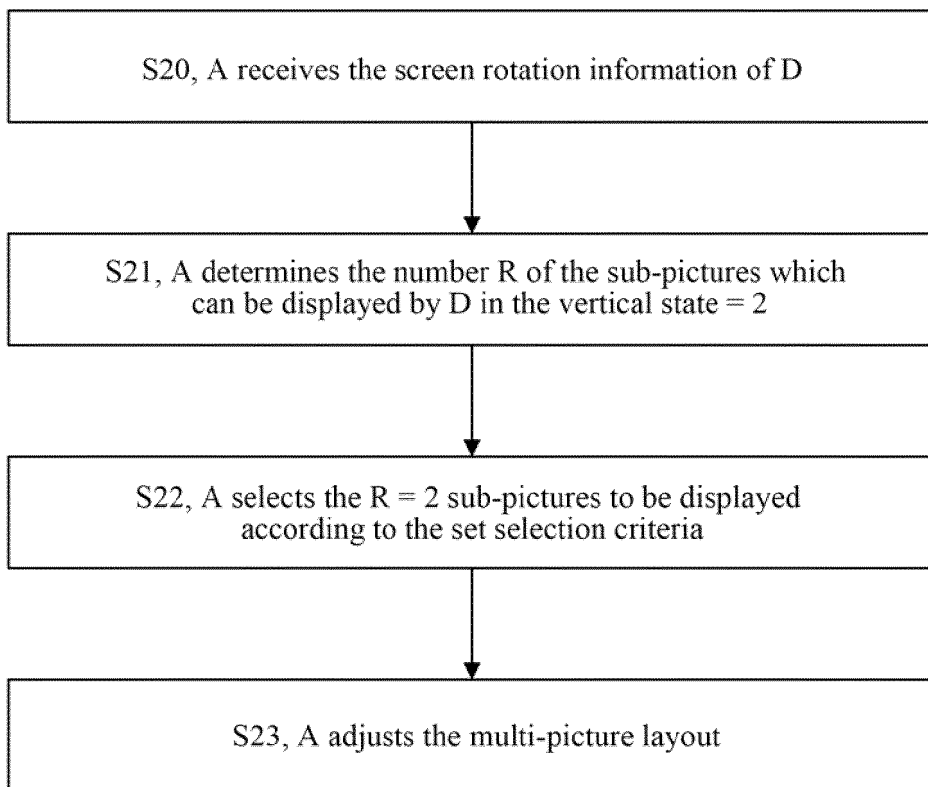 S20, A receives the screen rotation information of D
S21, A determines the number R of the sub-pictures which
can be displayed by D in the vertical state = 2
S22, A selects the R = 2 sub-pictures to be displayed
according to the set selection criteria
S23, A adjusts the multi-picture layout